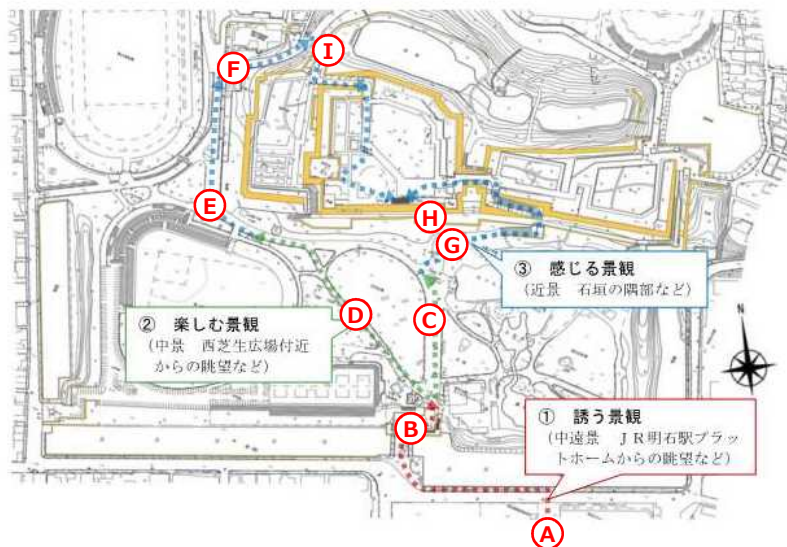 I
F
E
H
G
③ 感じる景観
(近景 石垣の隅部など)
D
C
② 楽しむ景観
(中景 西芝生広場付近
からの眺望など)
N
B
① 誘う景観
(中遠景 JR明石駅プラッ
トホームからの眺望など)
A